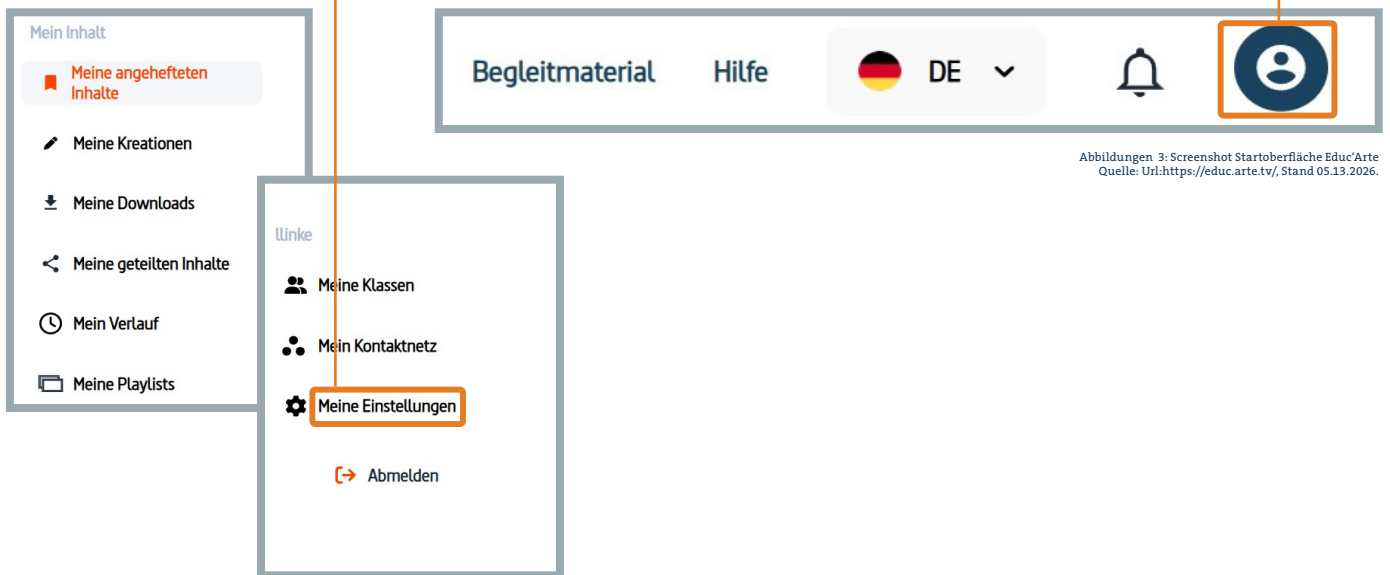 Mein Inhalt
Meine angehefteten
Inhalte
Meine Kreationen
Meine Downloads
Meine geteilten Inhalte
Mein Verlauf
Meine Playlists
Begleitmaterial Hilfe DE
Abbildungen 3: Screenshot Startoberfläche Educ'Arte
Quelle: Url:https://educ.arte.tv/, Stand 05.13.2026.
llinke
Meine Klassen
Mein Kontaktnetz
Meine Einstellungen
Abmelden